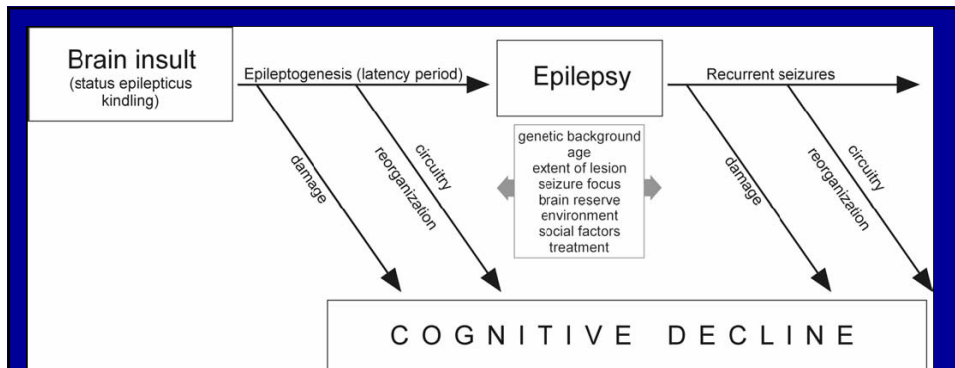 Brain insult
(status epilepticus
kindling)
Epileptogenesis (latency period)
damage
circuitry
reorganization
Epilepsy
genetic background
age
extent of lesion
seizure focus
brain reserve
environment
social factors
treatment
Recurrent seizures
damage
circuitry
reorganization
COGNITIVE DECLINE